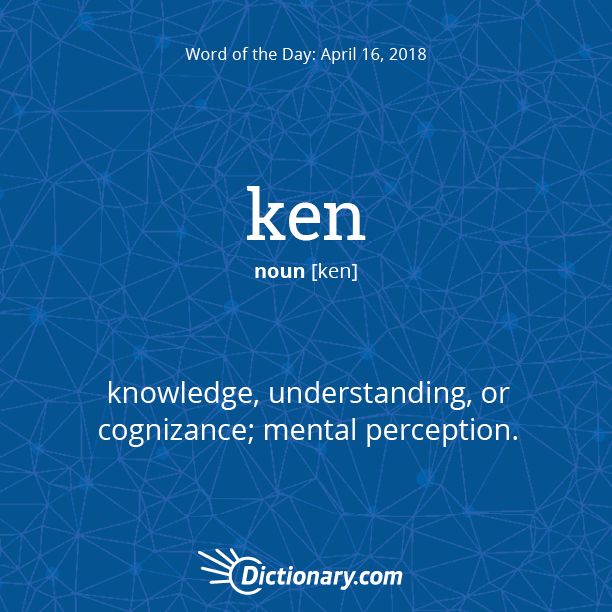 Word of the Day: April 16, 2018
ken
noun [ken]
knowledge, understanding, or
cognizance; mental perception.
Dictionary.com